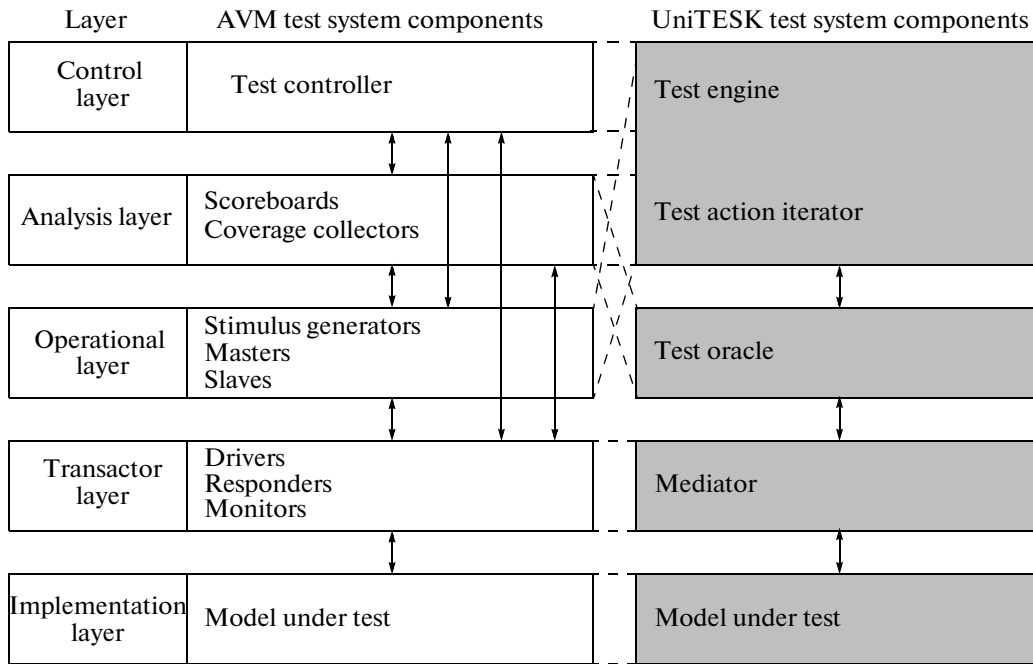 Layer
AVM test system components
UniTESK test system components
Control
layer
Test controller
Test engine
Analysis layer
Scoreboards
Coverage collectors
Test action iterator
Operational
layer
Stimulus generators
Masters
Slaves
Test oracle
Transactor
layer
Drivers
Responders
Monitors
Mediator
Implementation
layer
Model under test
Model under test